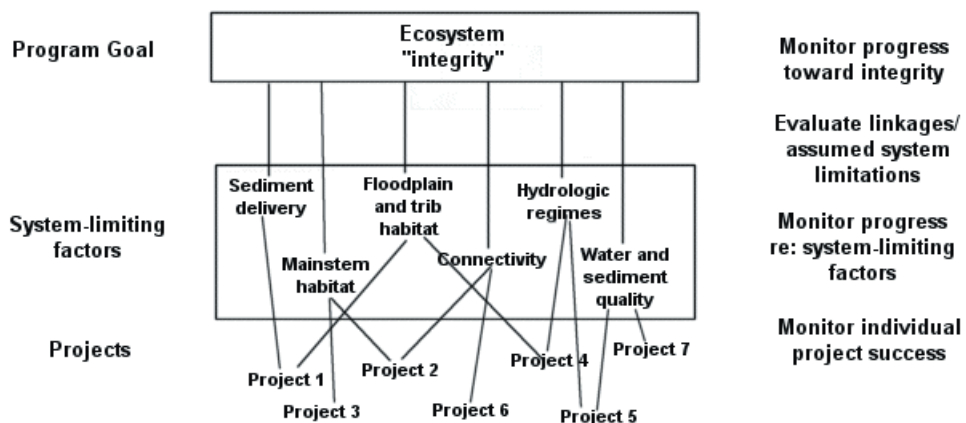 Program Goal
Ecosystem
"integrity"
Monitor progress
toward integrity
Evaluate linkages/
assumed system
limitations
System-limiting
factors
Sediment
delivery
Floodplain
and trib
habitat
Hydrologic
regimes
Mainstem
habitat
Connectivity
Water and
sediment
quality
Monitor progress
re: system-limiting
factors
Projects
Project 1
Project 2
Project 3
Project 4
Project 5
Project 6
Project 7
Monitor individual
project success